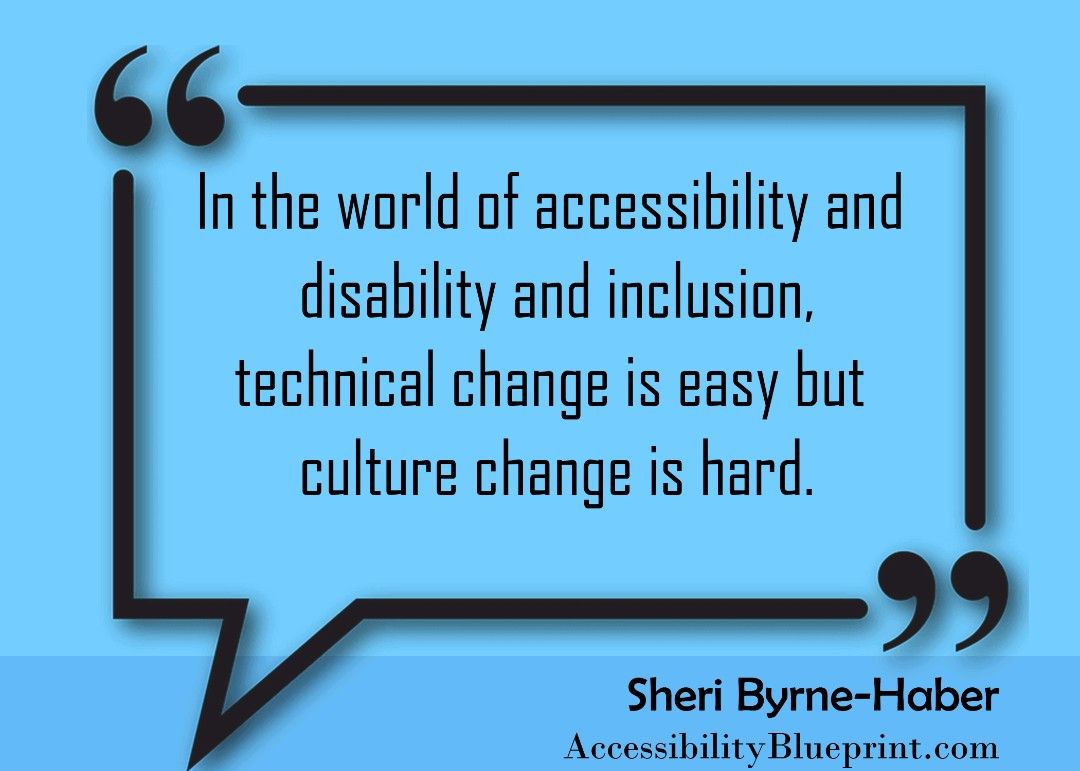 In the world of accessibility and
disability and inclusion,
technical change is easy but
culture change is hard.
Sheri Byrne-Haber
AccessibilityBlueprint.com